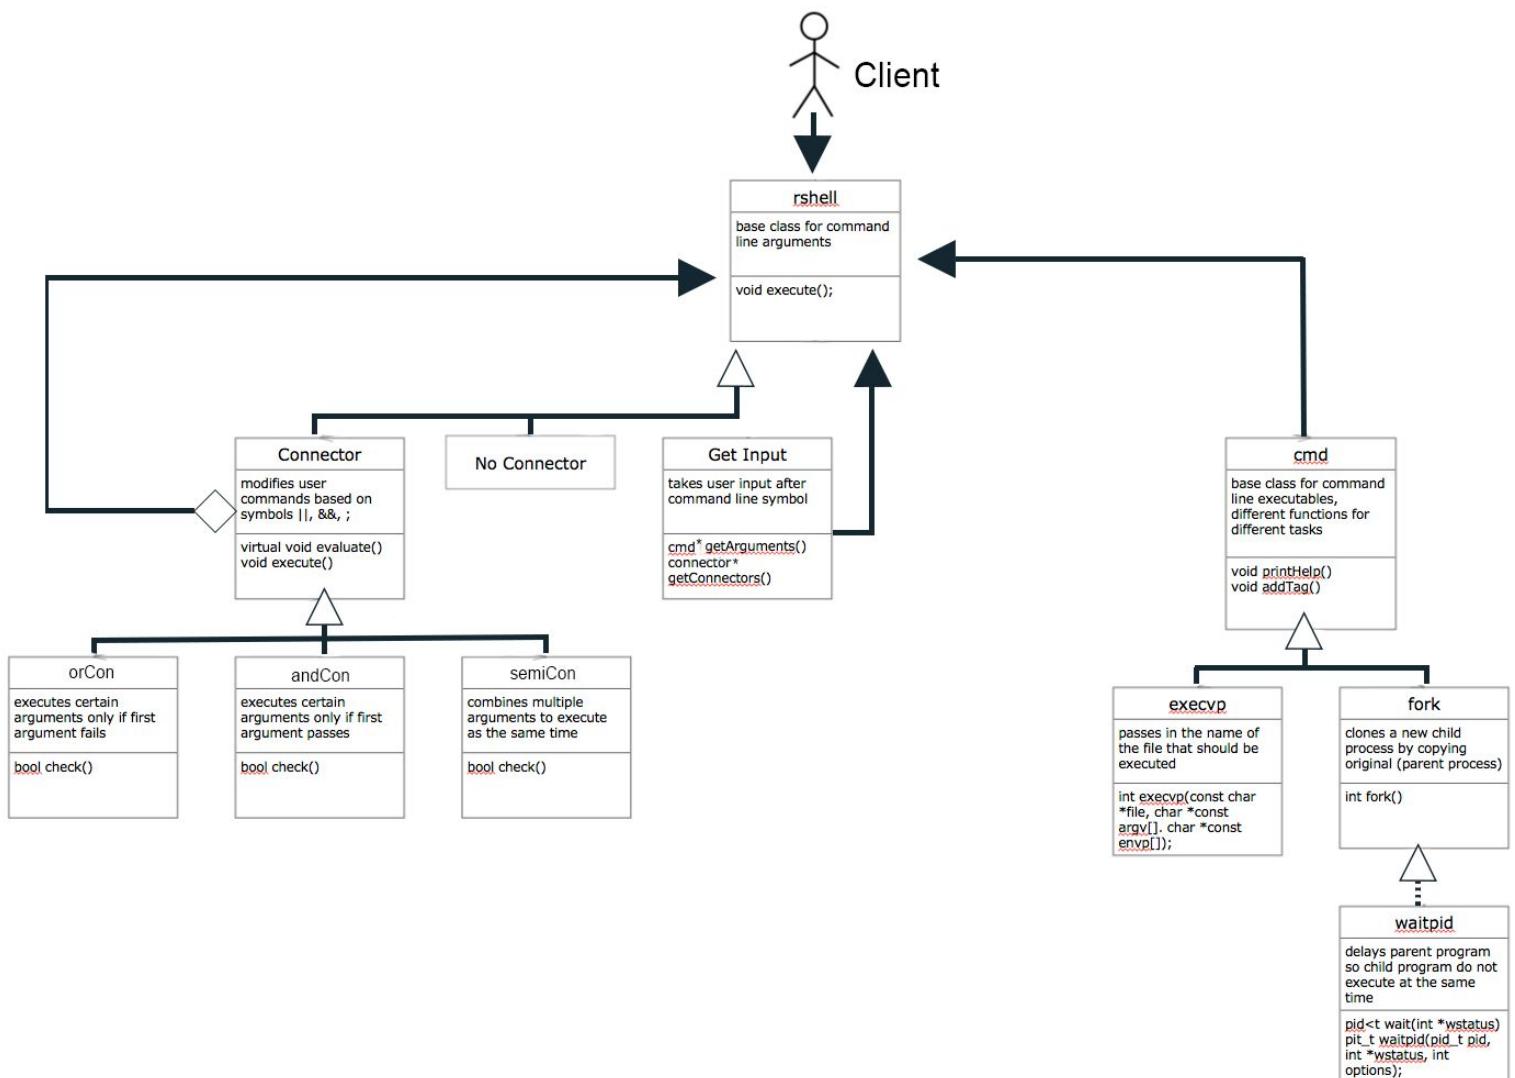 Client
rshell
base class for command
line arguments
void execute();
Connector
modifies user
commands based on
symbols ||, &&, ;
virtual void evaluate()
void execute()
No Connector
Get Input
takes user input after
command line symbol
cmd* getArguments()
connector*
getConnectors()
cmd
base class for command
line executables,
different functions for
different tasks
void printHelp()
void addTag()
orCon
executes certain
arguments only if first
argument fails
bool check()
andCon
executes certain
arguments only if first
argument passes
bool check()
semiCon
combines multiple
arguments to execute
as the same time
bool check()
execvp
passes in the name of
the file that should be
executed
int execvp(const char
*file, char *const
argv[]. char *const
envp[]);
fork
clones a new child
process by copying
original (parent process)
int fork()
waitpid
delays parent program
so child program do not
execute at the same
time
pid<t wait(int *wstatus)
pit_t waitpid(pid_t pid,
int *wstatus, int
options);